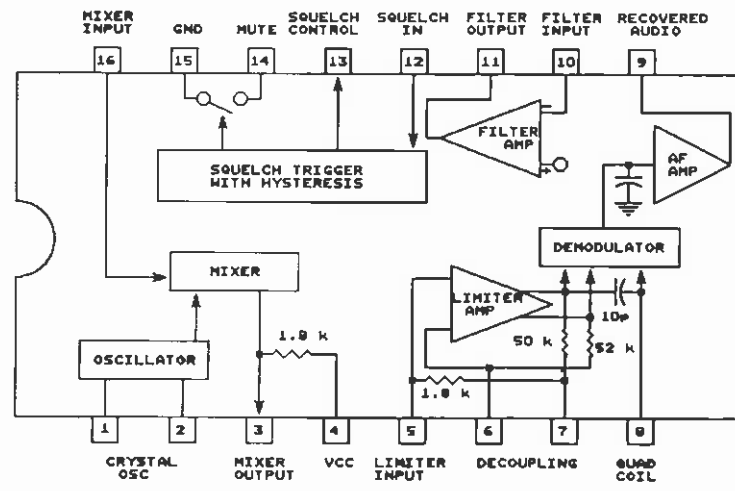 MIXER INPUT
GND
MUTE
SQUELCH CONTROL
SQUELCH IN
FILTER OUTPUT
FILTER INPUT
RECOVERED AUDIO
16
15
14
13
12
11
10
9
FILTER AMP
AF AMP
SQUELCH TRIGGER
WITH HYSTERESIS
DEMODULATOR
MIXER
LIMITER AMP
10p
OSCILLATOR
1.8 k
50 k
52 k
1.8 k
1
2
3
4
5
6
7
8
CRYSTAL OSC
MIXER OUTPUT
VCC
LIMITER INPUT
DECOUPLING
QUAD COIL